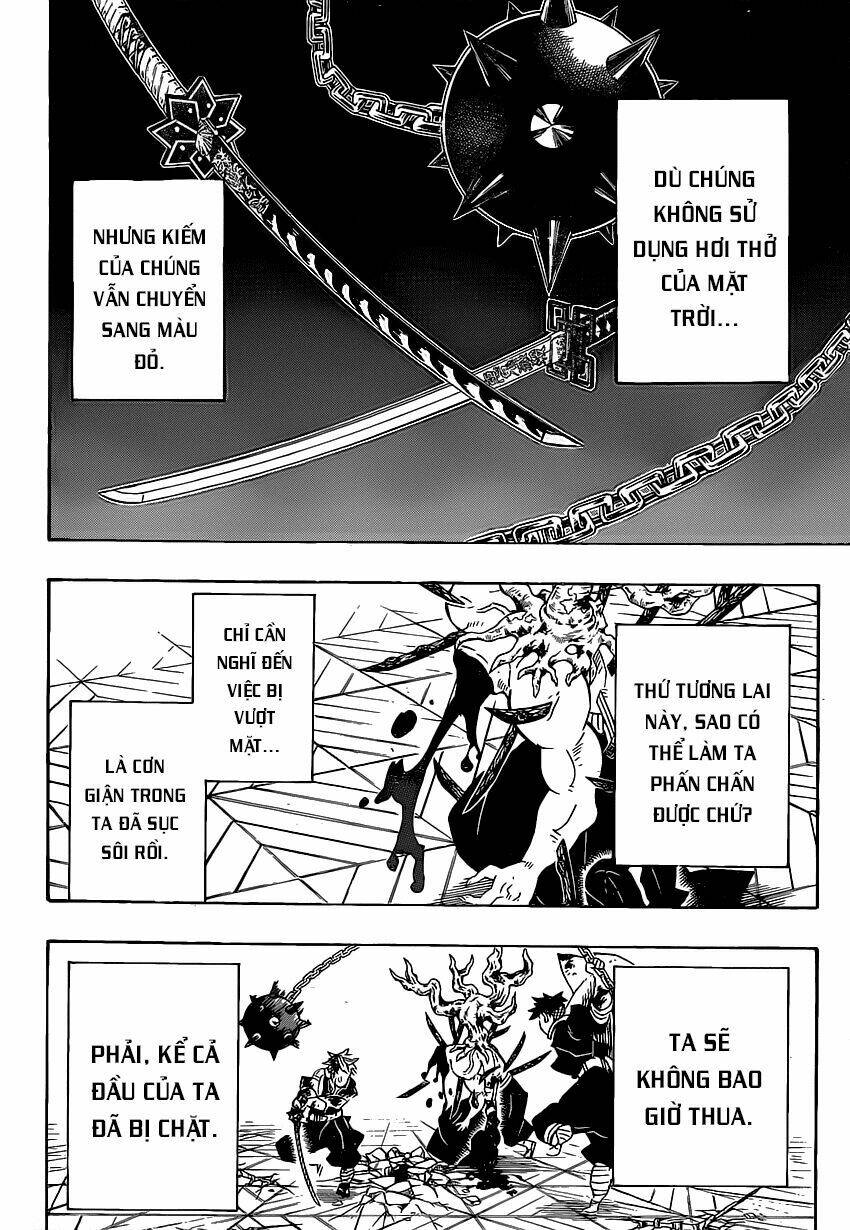 DÙ CHÚNG
KHÔNG SỬ
DỤNG HƠI THỞ
CỦA MẶT
TRỜI...
NHƯNG KIẾM
CỦA CHÚNG
VẪN CHUYỂN
SANG MÀU
ĐỎ.
THỨ TƯƠNG LAI
NÀY, SAO CÓ
THỂ LÀM TA
PHẤN CHẤN
ĐƯỢC CHỨ?
CHỈ CẦN
NGHĨ ĐẾN
VIỆC BỊ
VƯỢT
MẶT...
LÀ CƠN
GIẬN TRONG
TA ĐÃ SỤC
SÔI RỒI.
TA SẼ
KHÔNG BAO
GIỜ THUA.
PHẢI, KỂ CẢ
ĐẦU CỦA TA
ĐÃ BỊ CHẶT.